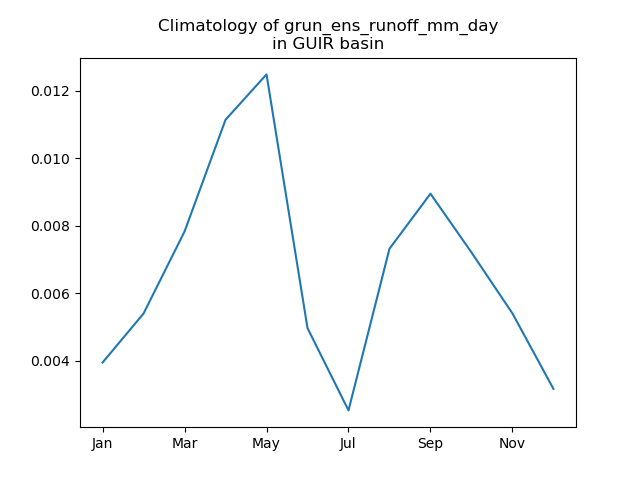 Climatology of grun_ens_runoff_mm_day
in GUIR basin
0.012
0.010
0.008
0.006
0.004
Jan
Mar
May
Jul
Sep
Nov